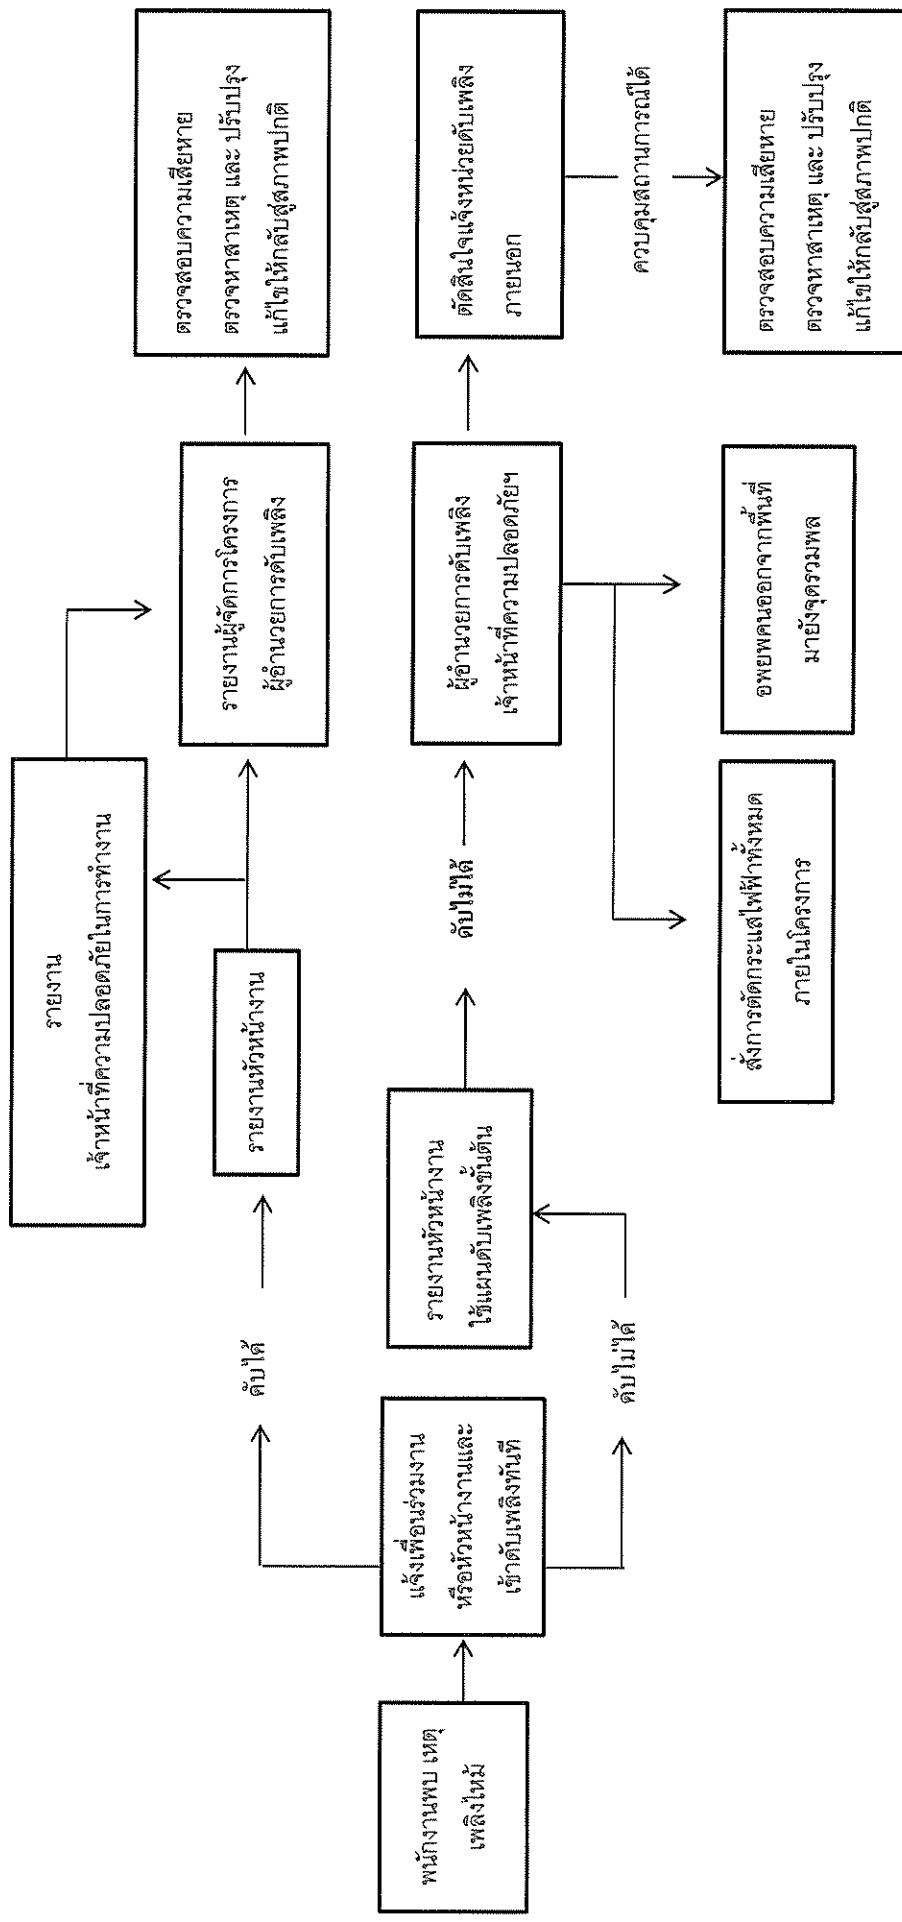 พนักงานพบ เหตุ
เพลิงไหม้
แจ้งเพื่อนร่วมงาน
หรือหัวหน้างานและ
เข้าดับเพลิงทันที
ดับได้
รายงานหัวหน้างาน
รายงาน
เจ้าหน้าที่ความปลอดภัยในการทำงาน
รายงานผู้จัดการโครงการ
ผู้อำนวยการดับเพลิง
ตรวจสอบความเสียหาย
ตรวจหาสาเหตุ และ ปรับปรุง
แก้ไขให้กลับสู่สภาพปกติ
ดับไม่ได้
รายงานหัวหน้างาน
ใช้แผนดับเพลิงขั้นต้น
ดับไม่ได้
ผู้อำนวยการดับเพลิง
เจ้าหน้าที่ความปลอดภัยฯ
ตัดสินใจแจ้งหน่วยดับเพลิง
ภายนอก
ควบคุมสถานการณ์ได้
สั่งการตัดกระแสไฟฟ้าทั้งหมด
ภายในโครงการ
อพยพคนออกจากพื้นที่
มายังจุดรวมพล
ตรวจสอบความเสียหาย
ตรวจหาสาเหตุ และ ปรับปรุง
แก้ไขให้กลับสู่สภาพปกติ